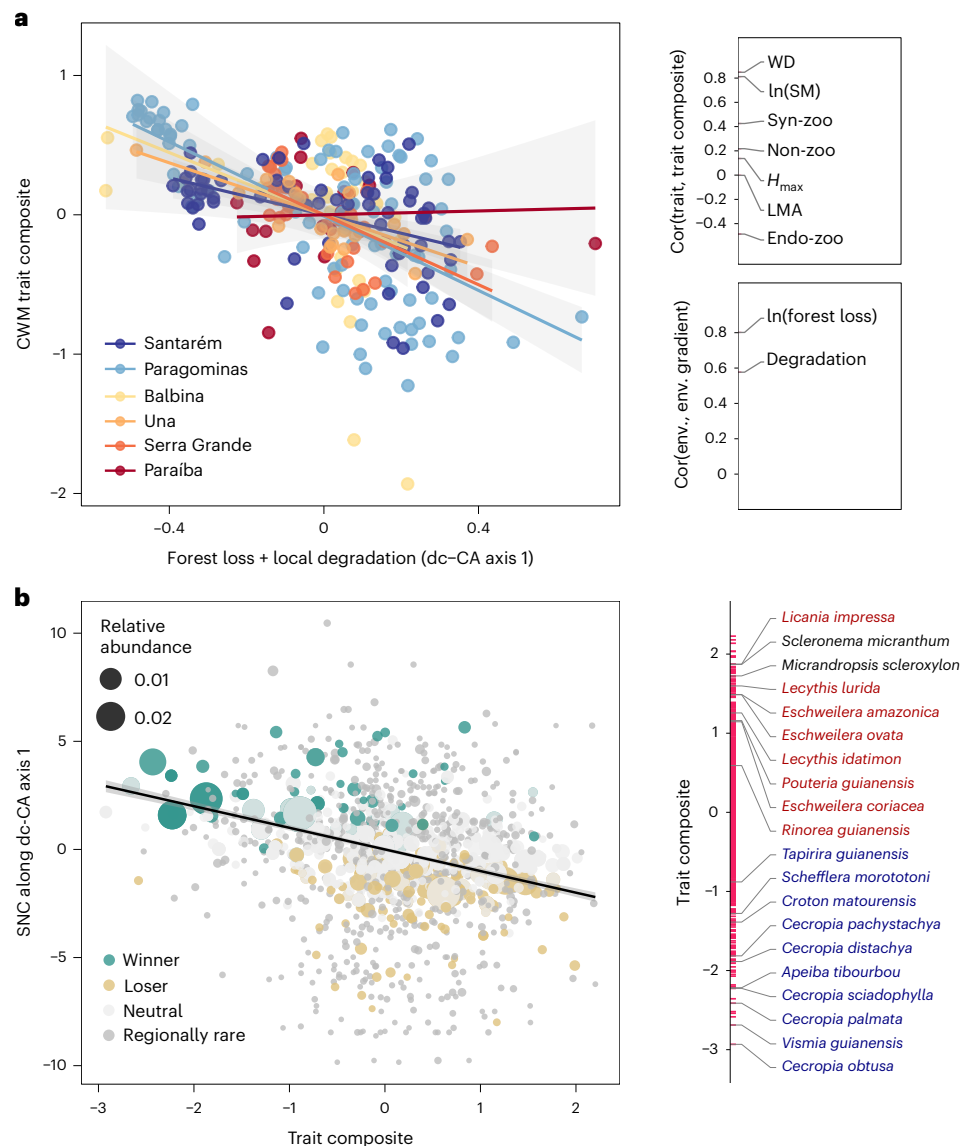 a
CWM trait composite
1
0
−1
−2
Santarém
Paragominas
Balbina
Una
Serra Grande
Paraíba
−0.4
0
0.4
Forest loss + local degradation (dc−CA axis 1)
Cor(trait, trait composite)
0.8
0.6
0.4
0.2
0
−0.2
−0.4
WD
ln(SM)
Syn-zoo
Non-zoo
Hmax
LMA
Endo-zoo
Cor(env., env. gradient)
0.8
0.6
0.4
0.2
0
ln(forest loss)
Degradation
b
SNC along dc-CA axis 1
10
5
0
−5
−10
Relative
abundance
0.01
0.02
Winner
Loser
Neutral
Regionally rare
−3
−2
−1
0
1
2
Trait composite
Trait composite
2
1
0
−1
−2
−3
Licania impressa
Scleronema micranthum
Micrandropsis scleroxylon
Lecythis lurida
Eschweilera amazonica
Eschweilera ovata
Lecythis idatimon
Pouteria guianensis
Eschweilera coriacea
Rinorea guianensis
Tapirira guianensis
Schefflera morototoni
Croton matourensis
Cecropia pachystachya
Cecropia distachya
Apeiba tibourbou
Cecropia sciadophylla
Cecropia palmata
Vismia guianensis
Cecropia obtusa